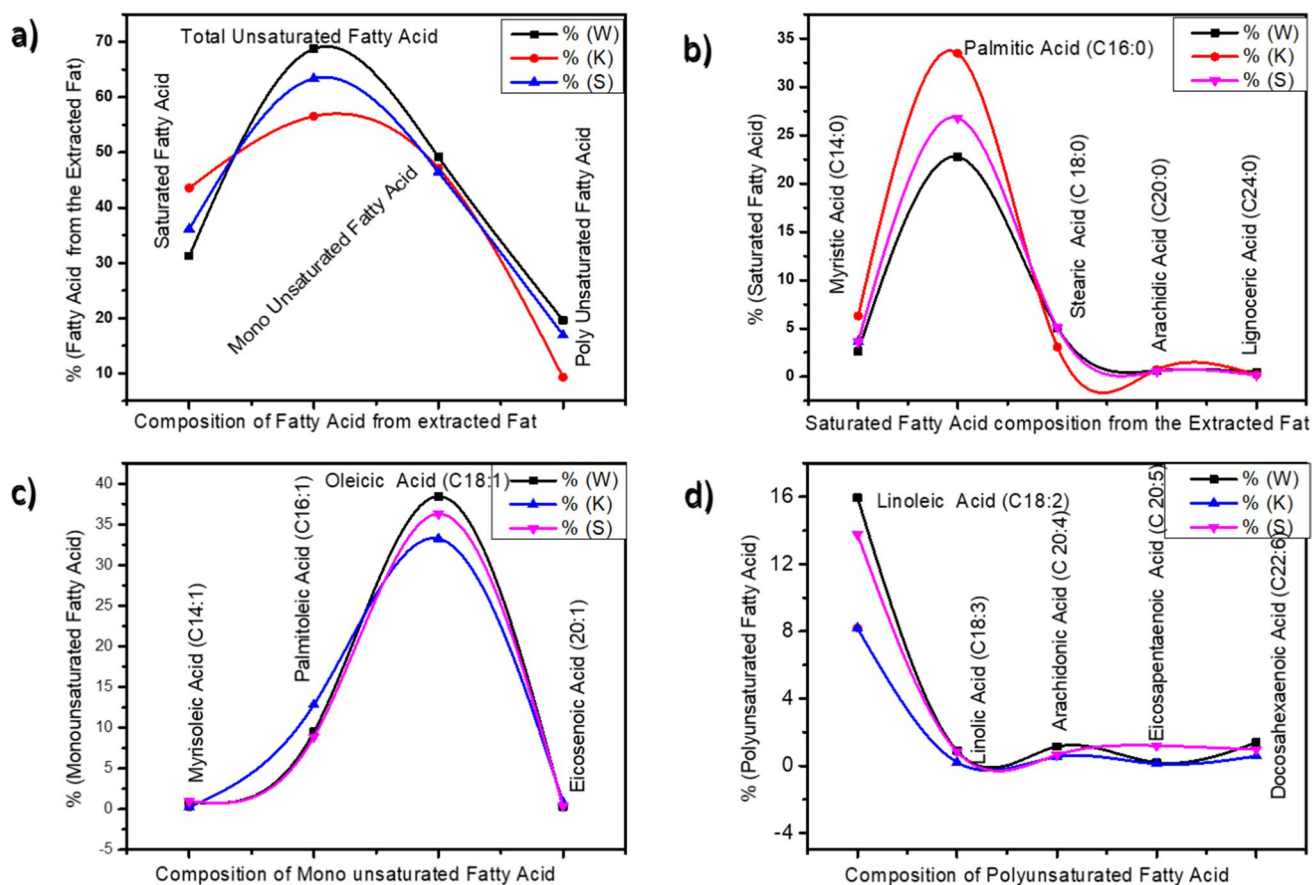 a)
Total Unsaturated Fatty Acid
% (W)
% (K)
% (S)
70
60
50
40
30
20
10
% (Fatty Acid from the Extracted Fat)
Saturated Fatty Acid
Mono Unsaturated Fatty Acid
Poly Unsaturated Fatty Acid
Composition of Fatty Acid from extracted Fat
b)
Palmitic Acid (C16:0)
% (W)
% (K)
% (S)
35
30
25
20
15
10
5
0
% (Saturated Fatty Acid)
Myristic Acid (C14:0)
Stearic Acid (C 18:0)
Arachidic Acid (C20:0)
Lignoceric Acid (C24:0)
Saturated Fatty Acid composition from the Extracted Fat
c)
Oleicic Acid (C18:1)
% (W)
% (K)
% (S)
40
35
30
25
20
15
10
5
0
-5
% (Monounsaturated Fatty Acid)
Myrisoleic Acid (C14:1)
Palmitoleic Acid (C16:1)
Eicosenoic Acid (20:1)
Composition of Mono unsaturated Fatty Acid
d)
Linoleic Acid (C18:2)
% (W)
% (K)
% (S)
16
12
8
4
0
-4
% (Polyunsaturated Fatty Acid)
Linolic Acid (C18:3)
Arachidonic Acid (C 20:4)
Eicosapentaenoic Acid (C 20:5)
Docosahexaenoic Acid (C22:6)
Composition of Polyunsaturated Fatty Acid